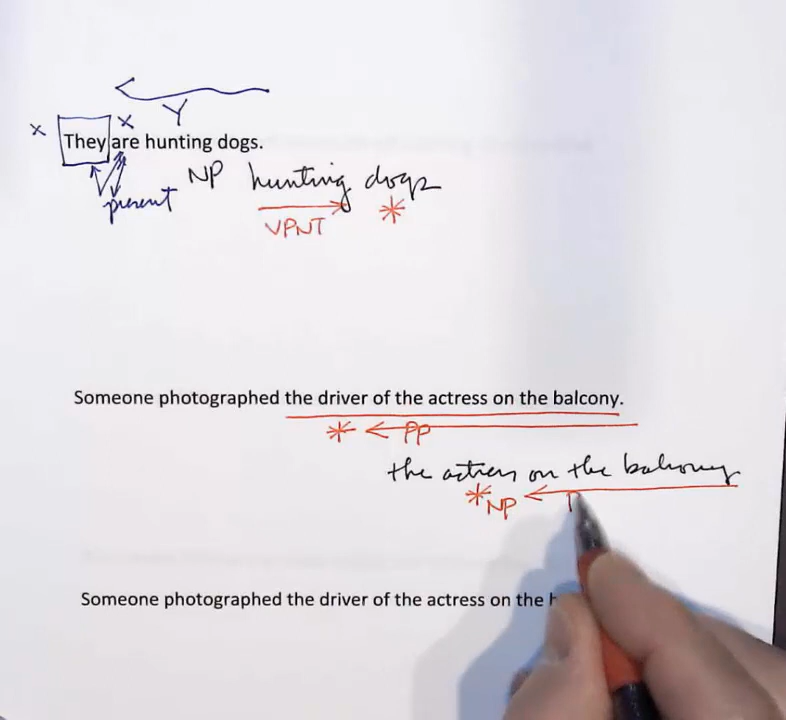 Y
x x
They are hunting dogs.
present NP hunting dogs
VPNT *
Someone photographed the driver of the actress on the balcony.
* PP
the actress on the balcony
* NP
Someone photographed the driver of the actress on the